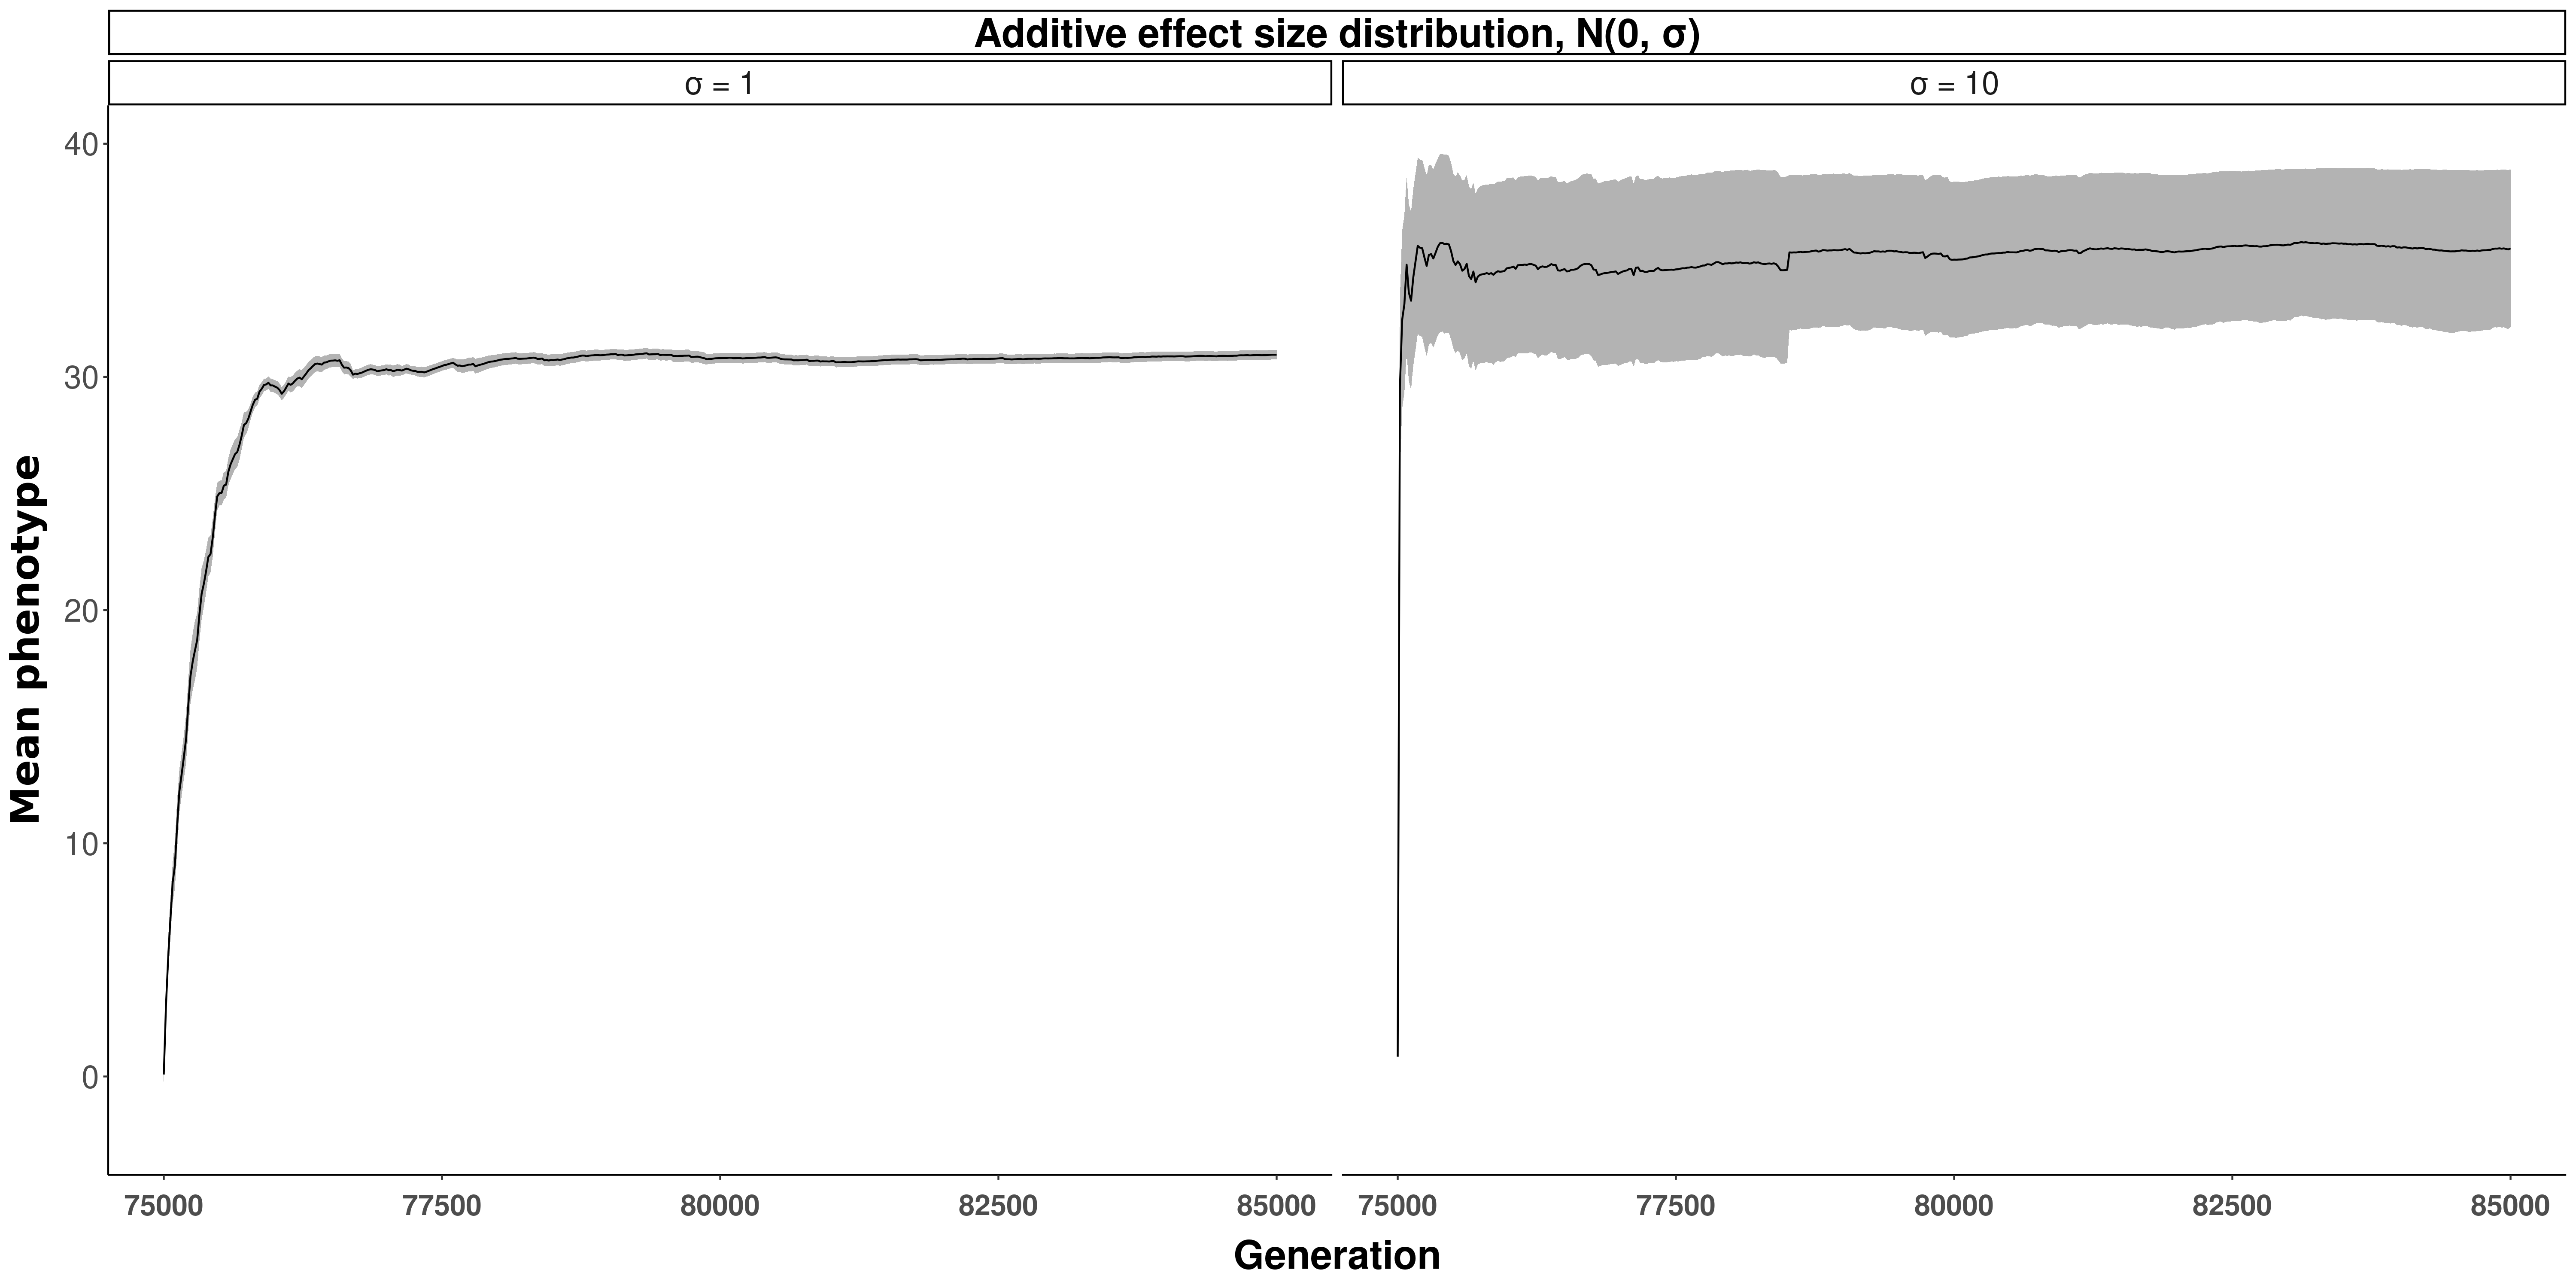 Additive effect size distribution, N(0, σ)
σ = 1
σ = 10
Mean phenotype
40
30
20
10
0
75000 77500 80000 82500 85000 75000 77500 80000 82500 85000
Generation